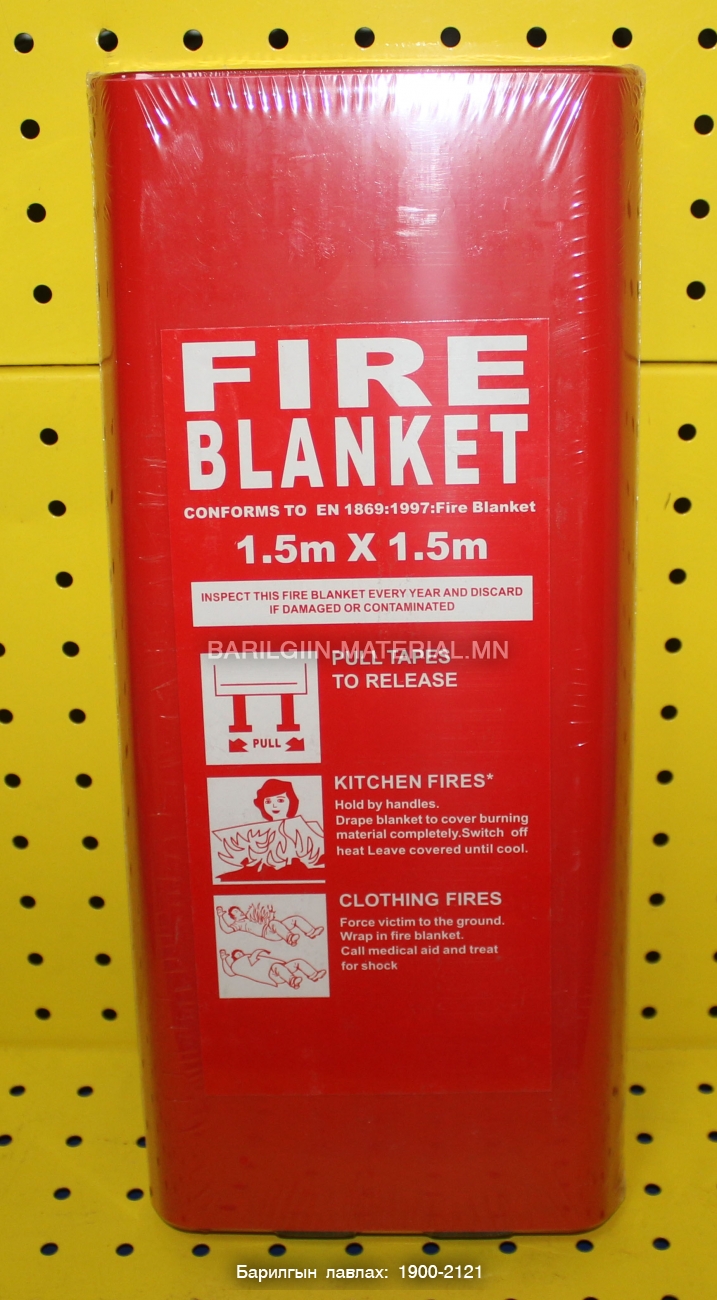 FIRE
BLANKET
CONFORMS TO EN 1869:1997:Fire Blanket
1.5m X 1.5m
INSPECT THIS FIRE BLANKET EVERY YEAR AND DISCARD
IF DAMAGED OR CONTAMINATED
BARILGIIN-MATERIAL.MN
PULL TAPES
TO RELEASE
PULL
KITCHEN FIRES*
Hold by handles.
Drape blanket to cover burning
material completely.Switch off
heat Leave covered until cool.
CLOTHING FIRES
Force victim to the ground.
Wrap in fire blanket.
Call medical aid and treat
for shock
Барилгын лавлах: 1900-2121